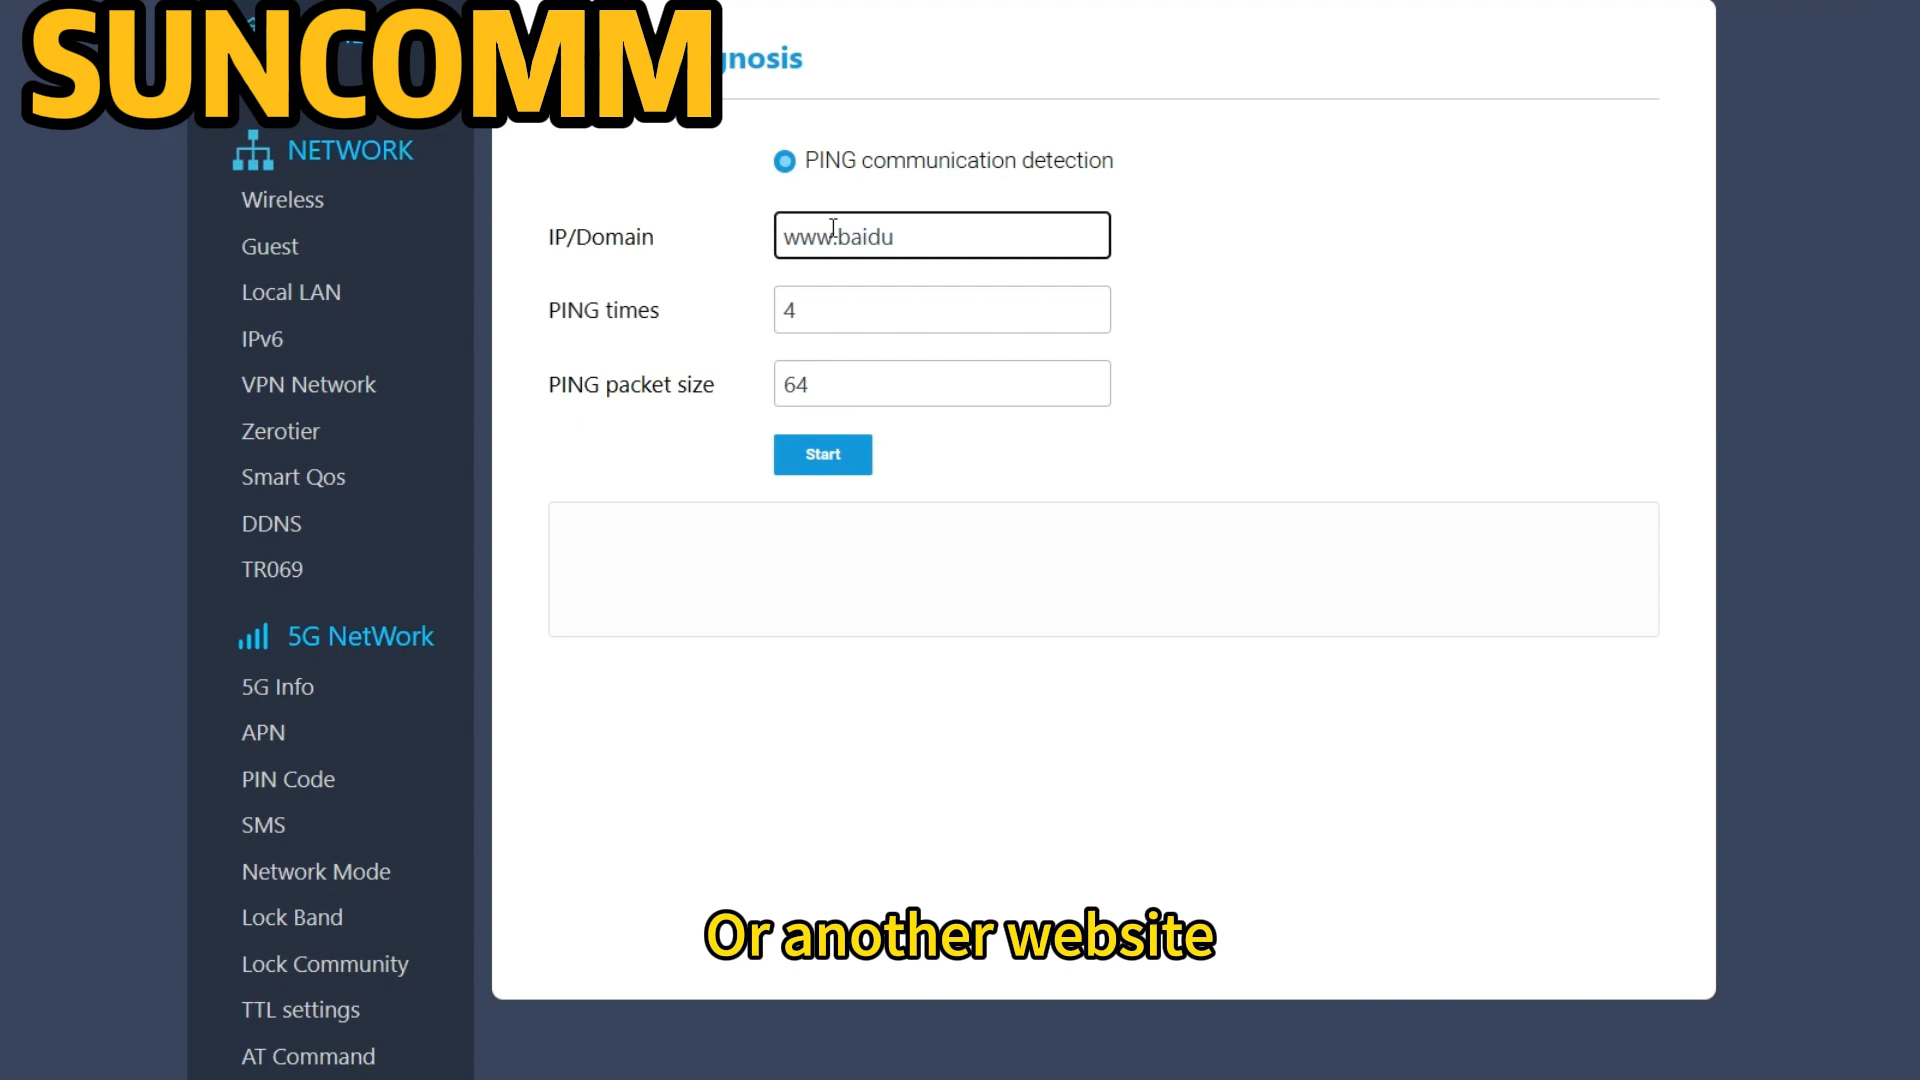 SUNCOMM
gnosis
NETWORK
Wireless
Guest
Local LAN
IPv6
VPN Network
Zerotier
Smart Qos
DDNS
TR069
5G NetWork
5G Info
APN
PIN Code
SMS
Network Mode
Lock Band
Lock Community
TTL settings
AT Command
PING communication detection
IP/Domain
www.baidu
PING times
4
PING packet size
64
Start
Or another website